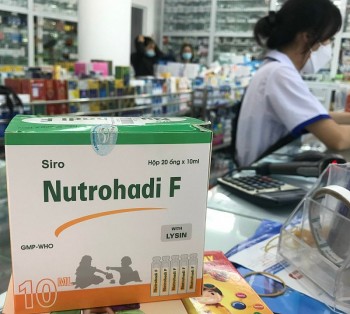 Siro
Hộp 20 ống x 10ml
Nutrohadi F
WITH
LYSIN
GMP-WHO
10